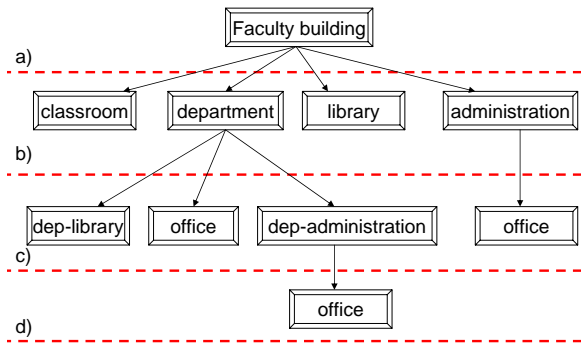 Faculty building
a)
classroom
department
library
administration
b)
dep-library
office
dep-administration
office
c)
office
d)